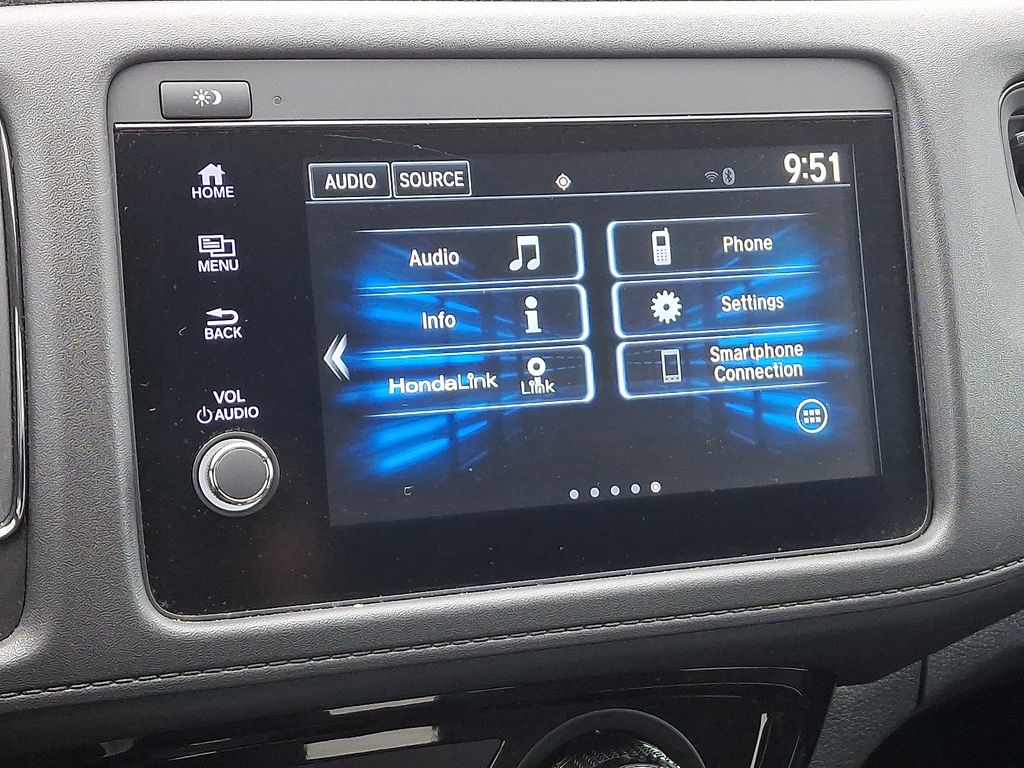 HOME
MENU
BACK
VOL
AUDIO
AUDIO SOURCE 9:51
Audio
Phone
Info
Settings
HondaLink
Link
Smartphone
Connection